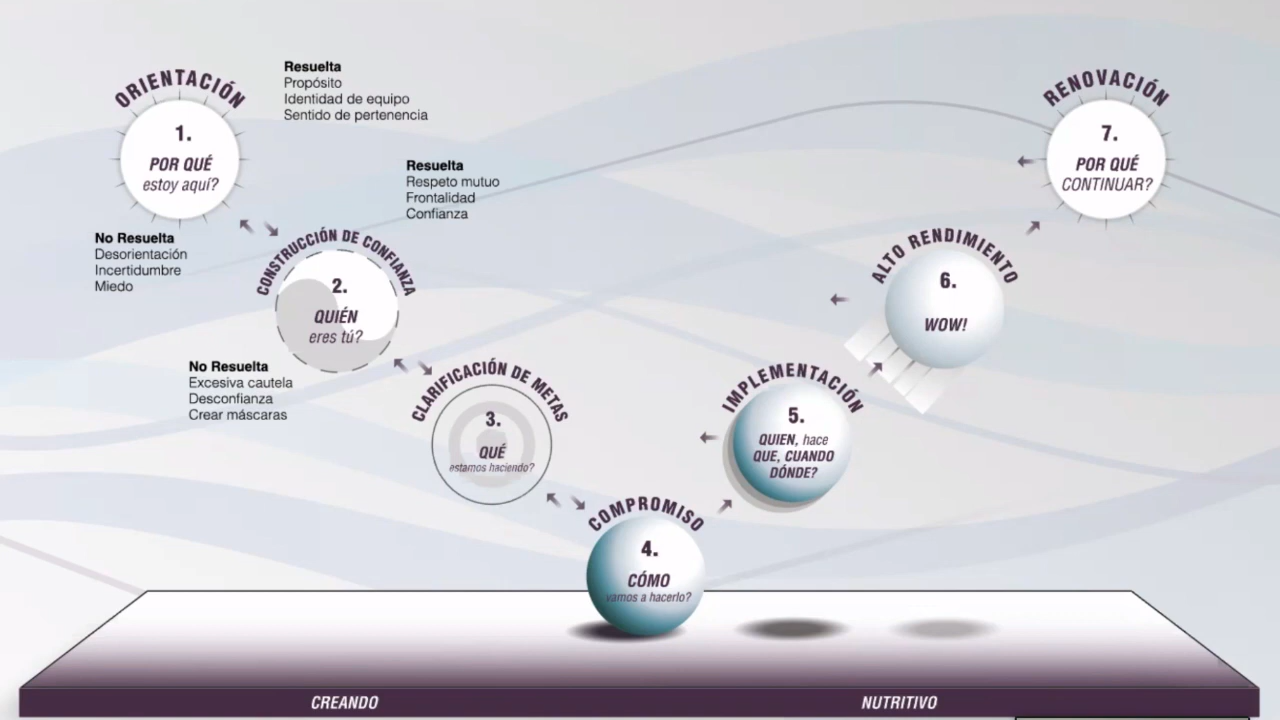 ORIENTACIÓN
1.
POR QUÉ
estoy aquí?
Resuelta
Propósito
Identidad de equipo
Sentido de pertenencia
No Resuelta
Desorientación
Incertidumbre
Miedo
CONSTRUCCIÓN DE CONFIANZA
2.
QUIÉN
eres tú?
Resuelta
Respeto mutuo
Frontalidad
Confianza
No Resuelta
Excesiva cautela
Desconfianza
Crear máscaras
CLARIFICACIÓN DE METAS
3.
QUÉ
estamos haciendo?
COMPROMISO
4.
CÓMO
vamos a hacerlo?
IMPLEMENTACIÓN
5.
QUIEN, hace
QUE, CUANDO
DÓNDE?
ALTO RENDIMIENTO
6.
WOW!
RENOVACIÓN
7.
POR QUÉ
CONTINUAR?
CREANDO
NUTRITIVO